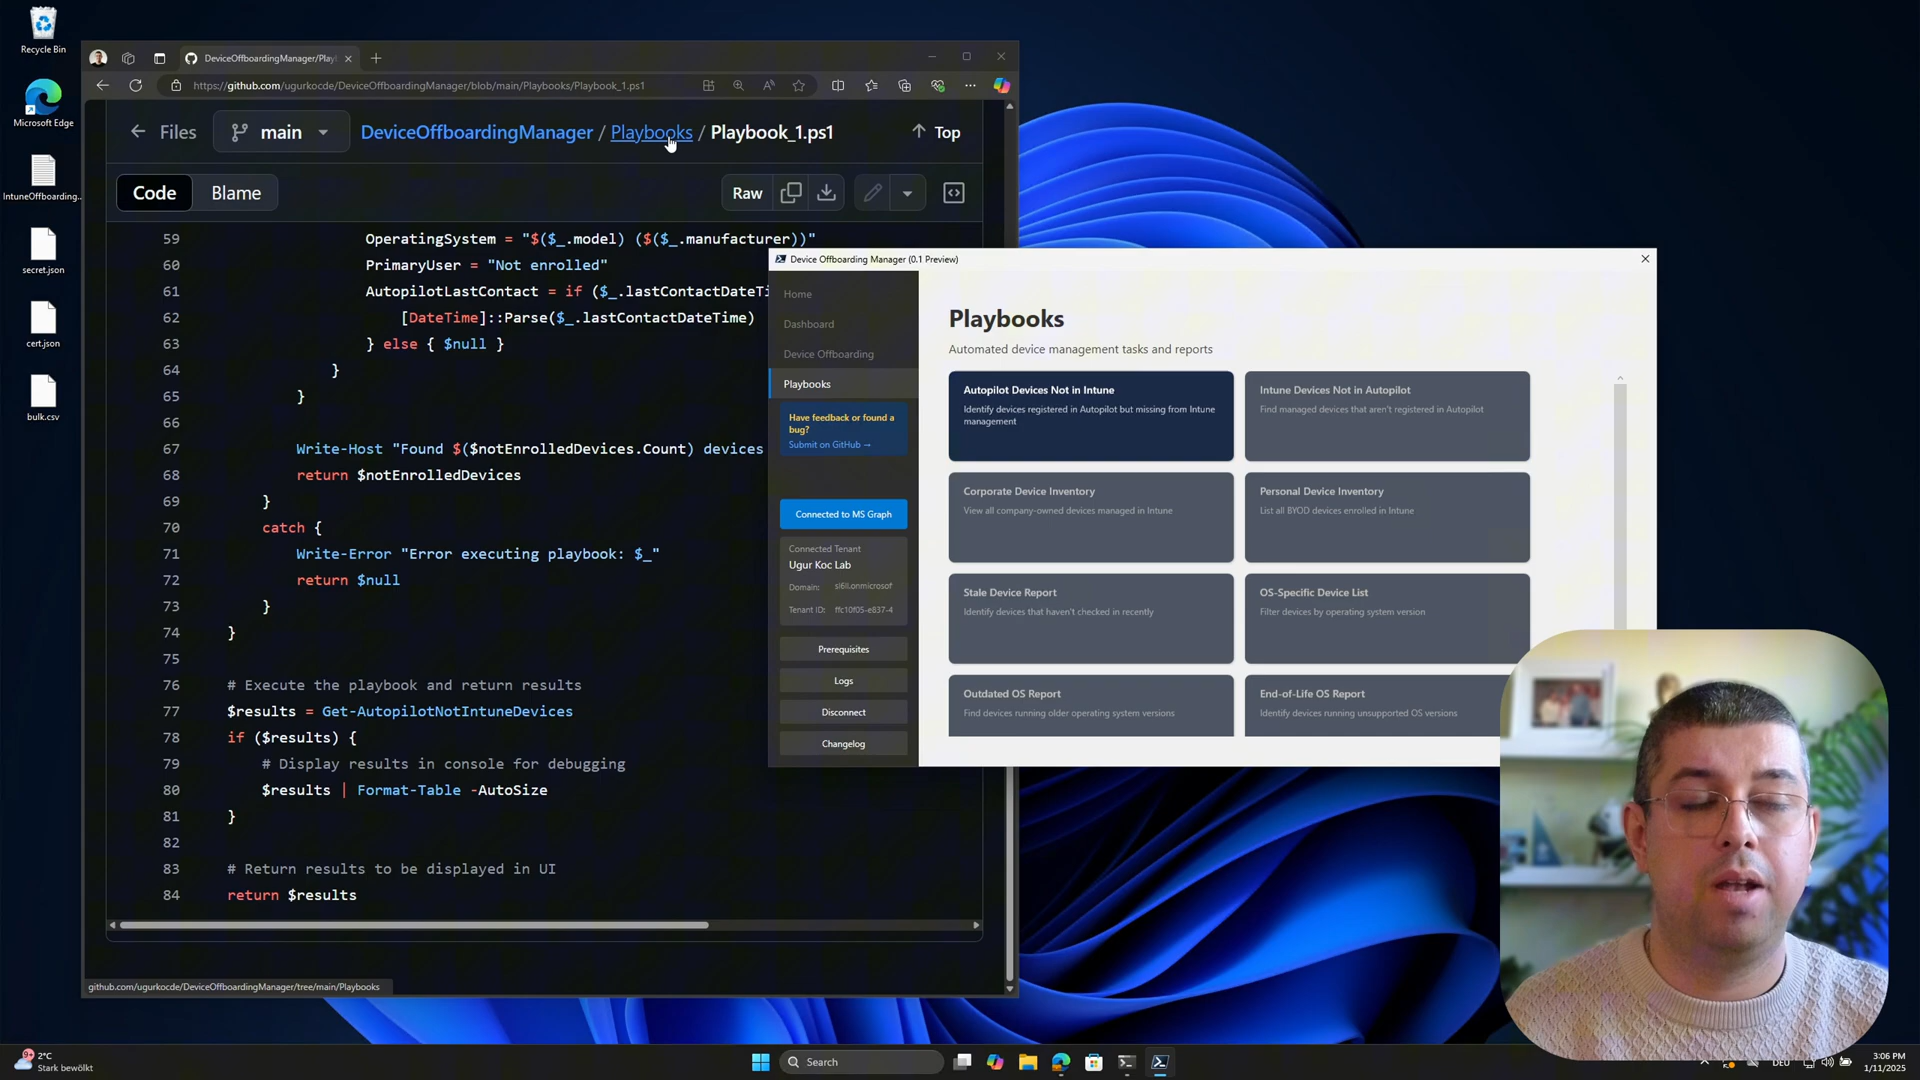 Recycle Bin
Microsoft Edge
IntuneOffboarding...
secret.json
cert.json
bulk.csv
DeviceOffboardingManager/Play
https://github.com/ugurkocde/DeviceOffboardingManager/blob/main/Playbooks/Playbook_1.ps1
Files
main
DeviceOffboardingManager / Playbooks / Playbook_1.ps1
Top
Code
Blame
Raw
59 OperatingSystem = "$($_.model) ($($_.manufacturer))"
60 PrimaryUser = "Not enrolled"
61 AutopilotLastContact = if ($_.lastContactDateTi
62 [DateTime]::Parse($_.lastContactDateTime)
63 } else { $null }
64 }
65 }
66
67 Write-Host "Found $($notEnrolledDevices.Count) devices
68 return $notEnrolledDevices
69 }
70 catch {
71 Write-Error "Error executing playbook: $_"
72 return $null
73 }
74 }
75
76 # Execute the playbook and return results
77 $results = Get-AutopilotNotIntuneDevices
78 if ($results) {
79 # Display results in console for debugging
80 $results | Format-Table -AutoSize
81 }
82
83 # Return results to be displayed in UI
84 return $results
github.com/ugurkocde/DeviceOffboardingManager/tree/main/Playbooks
Device Offboarding Manager (0.1 Preview)
Home
Dashboard
Device Offboarding
Playbooks
Have feedback or found a
bug?
Submit on GitHub →
Connected to MS Graph
Connected Tenant
Ugur Koc Lab
Domain: sl6ll.onmicrosof
Tenant ID: ffc10f05-e837-4
Prerequisites
Logs
Disconnect
Changelog
Playbooks
Automated device management tasks and reports
Autopilot Devices Not in Intune
Identify devices registered in Autopilot but missing from Intune
management
Intune Devices Not in Autopilot
Find managed devices that aren't registered in Autopilot
Corporate Device Inventory
View all company-owned devices managed in Intune
Personal Device Inventory
List all BYOD devices enrolled in Intune
Stale Device Report
Identify devices that haven't checked in recently
OS-Specific Device List
Filter devices by operating system version
Outdated OS Report
Find devices running older operating system versions
End-of-Life OS Report
Identify devices running unsupported OS versions
2°C
Stark bewölkt
Search
DEU
3:06 PM
1/11/2025